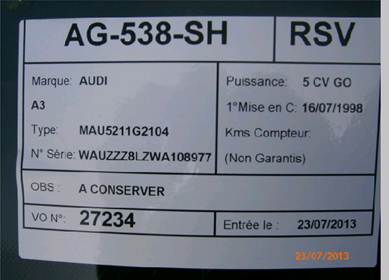 AG-538-SH RSV
Marque: AUDI
A3
Type: MAU5211G2104
N° Série: WAUZZZ8LZWA108977
Puissance: 5 CV GO
1°Mise en C: 16/07/1998
Kms Compteur:
(Non Garantis)
OBS : A CONSERVER
VO N°: 27234
Entrée le : 23/07/2013
23/07/2013